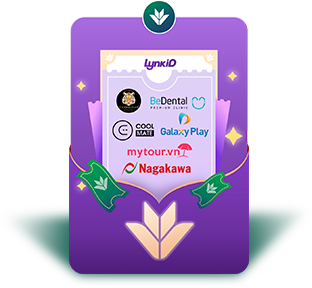 LynkiD
BeDental
PREMIUM CLINIC
COOL
MATE
Galaxy Play
mytour.vn
Nagakawa